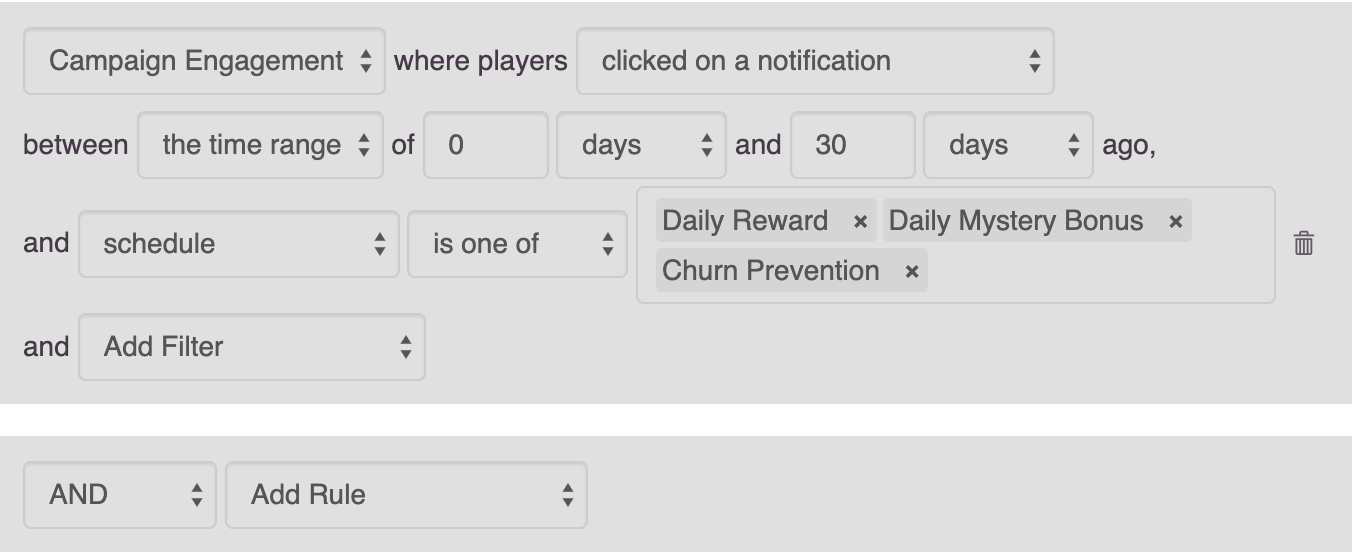 Campaign Engagement where players clicked on a notification
between the time range of 0 days and 30 days ago,
and schedule is one of Daily Reward × Daily Mystery Bonus ×
Churn Prevention ×
and Add Filter
AND Add Rule